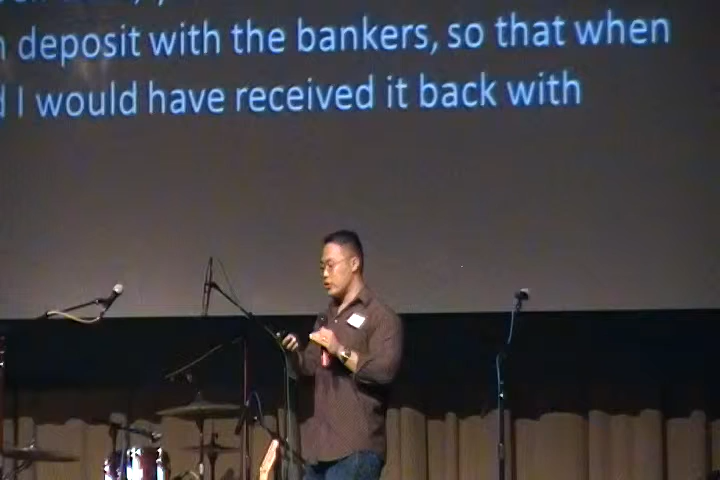 deposit with the bankers, so that when
I would have received it back with